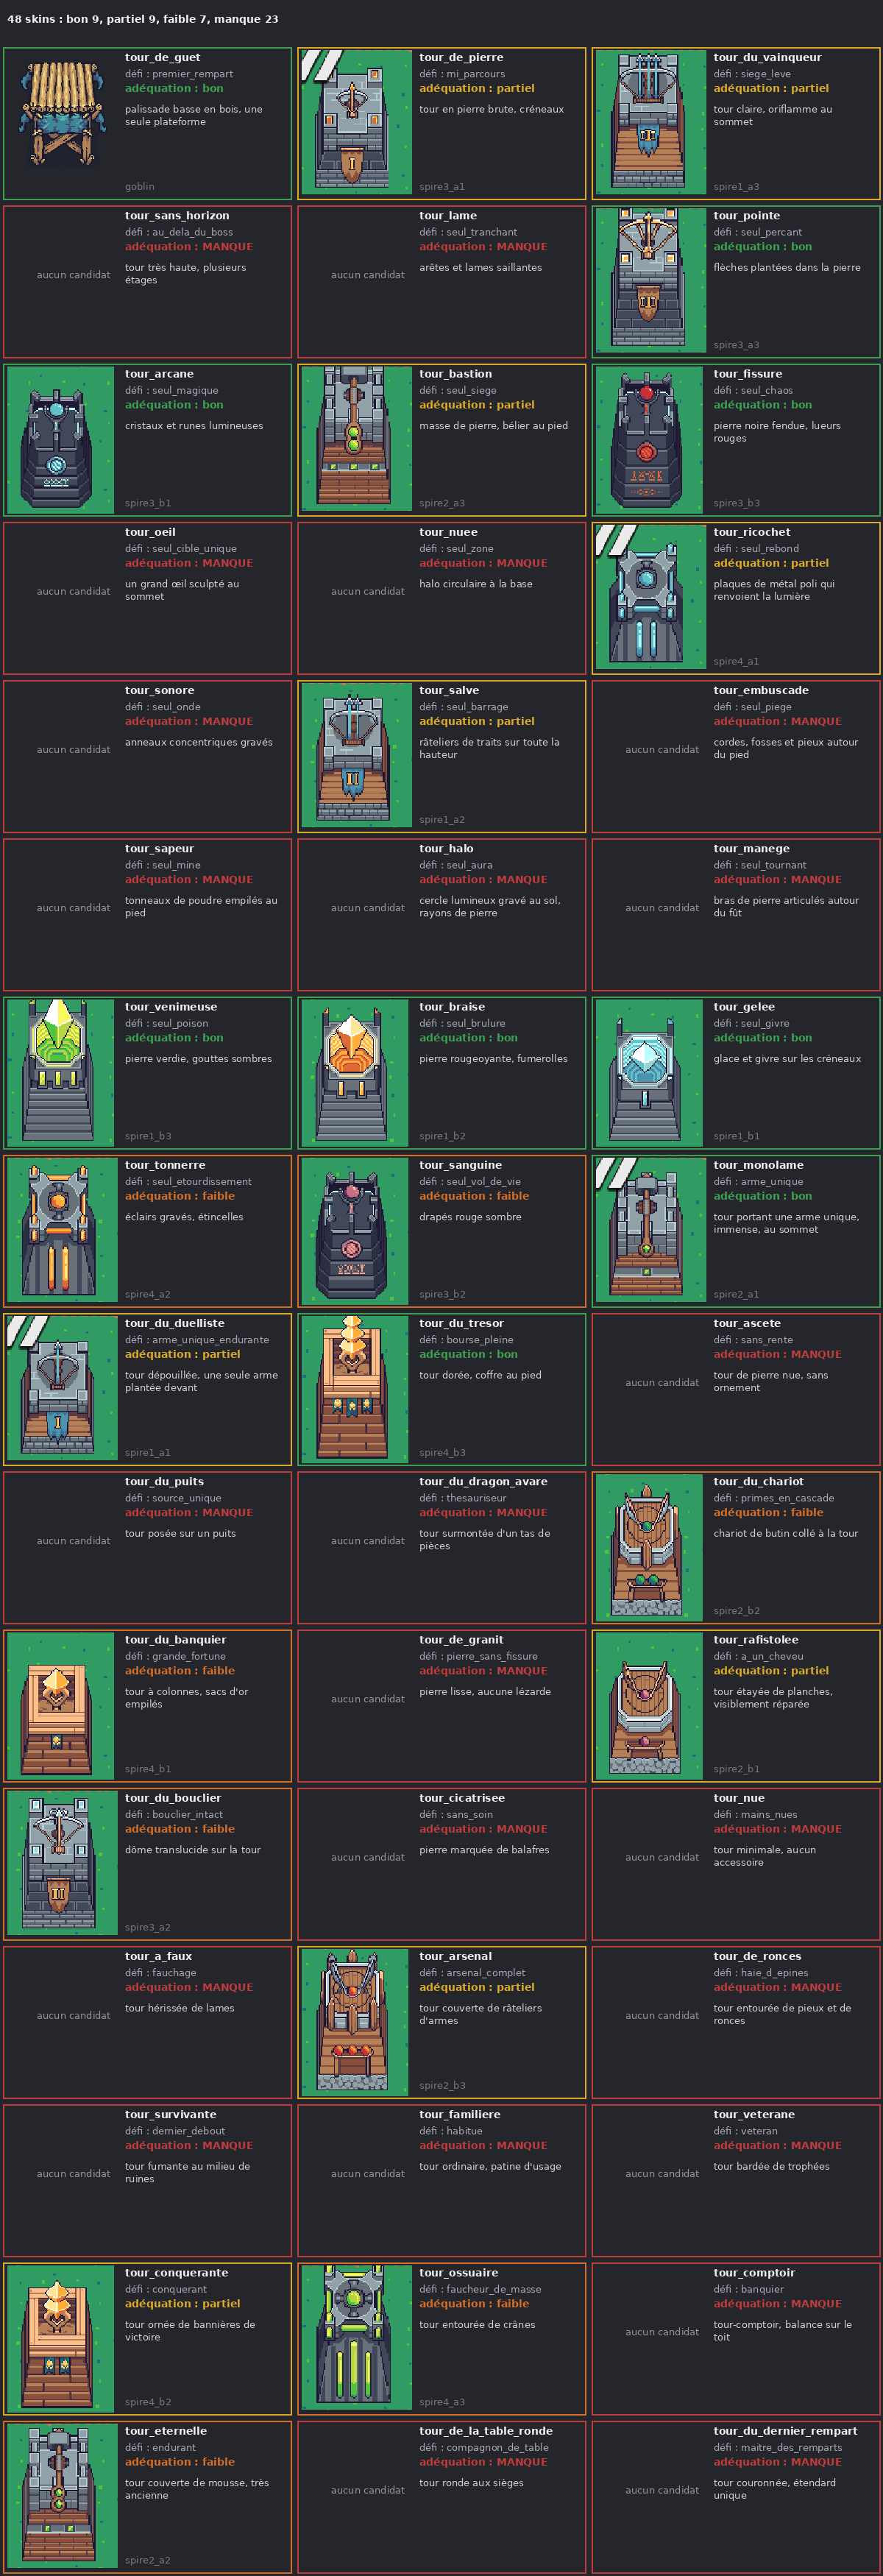 48 skins : bon 9, partiel 9, faible 7, manque 23
tour_de_guet
défi : premier_rempart
adéquation : bon
palissade basse en bois, une
seule plateforme
goblin
tour_de_pierre
défi : mi_parcours
adéquation : partiel
tour en pierre brute, créneaux
I
spire3_a1
tour_du_vainqueur
défi : siege_leve
adéquation : partiel
tour claire, oriflamme au
sommet
III
spire1_a3
tour_sans_horizon
défi : au_dela_du_boss
adéquation : MANQUE
tour très haute, plusieurs
étages
aucun candidat
tour_lame
défi : seul_tranchant
adéquation : MANQUE
arêtes et lames saillantes
aucun candidat
tour_pointe
défi : seul_percant
adéquation : bon
flèches plantées dans la pierre
III
spire3_a3
tour_arcane
défi : seul_magique
adéquation : bon
cristaux et runes lumineuses
spire3_b1
tour_bastion
défi : seul_siege
adéquation : partiel
masse de pierre, bélier au pied
spire2_a3
tour_fissure
défi : seul_chaos
adéquation : bon
pierre noire fendue, lueurs
rouges
spire3_b3
tour_oeil
défi : seul_cible_unique
adéquation : MANQUE
un grand œil sculpté au
sommet
aucun candidat
tour_nuee
défi : seul_zone
adéquation : MANQUE
halo circulaire à la base
aucun candidat
tour_ricochet
défi : seul_rebond
adéquation : partiel
plaques de métal poli qui
renvoient la lumière
spire4_a1
tour_sonore
défi : seul_onde
adéquation : MANQUE
anneaux concentriques gravés
aucun candidat
tour_salve
défi : seul_barrage
adéquation : partiel
râteliers de traits sur toute la
hauteur
II
spire1_a2
tour_embuscade
défi : seul_piege
adéquation : MANQUE
cordes, fosses et pieux autour
du pied
aucun candidat
tour_sapeur
défi : seul_mine
adéquation : MANQUE
tonneaux de poudre empilés au
pied
aucun candidat
tour_halo
défi : seul_aura
adéquation : MANQUE
cercle lumineux gravé au sol,
rayons de pierre
aucun candidat
tour_manege
défi : seul_tournant
adéquation : MANQUE
bras de pierre articulés autour
du fût
aucun candidat
tour_venimeuse
défi : seul_poison
adéquation : bon
pierre verdie, gouttes sombres
spire1_b3
tour_braise
défi : seul_brulure
adéquation : bon
pierre rougeoyante, fumerolles
spire1_b2
tour_gelee
défi : seul_givre
adéquation : bon
glace et givre sur les créneaux
spire1_b1
tour_tonnerre
défi : seul_etourdissement
adéquation : faible
éclairs gravés, étincelles
spire4_a2
tour_sanguine
défi : seul_vol_de_vie
adéquation : faible
drapés rouge sombre
spire3_b2
tour_monolame
défi : arme_unique
adéquation : bon
tour portant une arme unique,
immense, au sommet
spire2_a1
tour_du_duelliste
défi : arme_unique_endurante
adéquation : partiel
tour dépouillée, une seule arme
plantée devant
I
spire1_a1
tour_du_tresor
défi : bourse_pleine
adéquation : bon
tour dorée, coffre au pied
spire4_b3
tour_ascete
défi : sans_rente
adéquation : MANQUE
tour de pierre nue, sans
ornement
aucun candidat
tour_du_puits
défi : source_unique
adéquation : MANQUE
tour posée sur un puits
aucun candidat
tour_du_dragon_avare
défi : thesauriseur
adéquation : MANQUE
tour surmontée d'un tas de
pièces
aucun candidat
tour_du_chariot
défi : primes_en_cascade
adéquation : faible
chariot de butin collé à la tour
spire2_b2
tour_du_banquier
défi : grande_fortune
adéquation : faible
tour à colonnes, sacs d'or
empilés
spire4_b1
tour_de_granit
défi : pierre_sans_fissure
adéquation : MANQUE
pierre lisse, aucune lézarde
aucun candidat
tour_rafistolee
défi : a_un_cheveu
adéquation : partiel
tour étayée de planches,
visiblement réparée
spire2_b1
tour_du_bouclier
défi : bouclier_intact
adéquation : faible
dôme translucide sur la tour
II
spire3_a2
tour_cicatrisee
défi : sans_soin
adéquation : MANQUE
pierre marquée de balafres
aucun candidat
tour_nue
défi : mains_nues
adéquation : MANQUE
tour minimale, aucun
accessoire
aucun candidat
tour_a_faux
défi : fauchage
adéquation : MANQUE
tour hérissée de lames
aucun candidat
tour_arsenal
défi : arsenal_complet
adéquation : partiel
tour couverte de râteliers
d'armes
spire2_b3
tour_de_ronces
défi : haie_d_epines
adéquation : MANQUE
tour entourée de pieux et de
ronces
aucun candidat
tour_survivante
défi : dernier_debout
adéquation : MANQUE
tour fumante au milieu de
ruines
aucun candidat
tour_familiere
défi : habitue
adéquation : MANQUE
tour ordinaire, patine d'usage
aucun candidat
tour_veterane
défi : veteran
adéquation : MANQUE
tour bardée de trophées
aucun candidat
tour_conquerante
défi : conquerant
adéquation : partiel
tour ornée de bannières de
victoire
spire4_b2
tour_ossuaire
défi : faucheur_de_masse
adéquation : faible
tour entourée de crânes
spire4_a3
tour_comptoir
défi : banquier
adéquation : MANQUE
tour-comptoir, balance sur le
toit
aucun candidat
tour_eternelle
défi : endurant
adéquation : faible
tour couverte de mousse, très
ancienne
spire2_a2
tour_de_la_table_ronde
défi : compagnon_de_table
adéquation : MANQUE
tour ronde aux sièges
aucun candidat
tour_du_dernier_rempart
défi : maitre_des_remparts
adéquation : MANQUE
tour couronnée, étendard
unique
aucun candidat